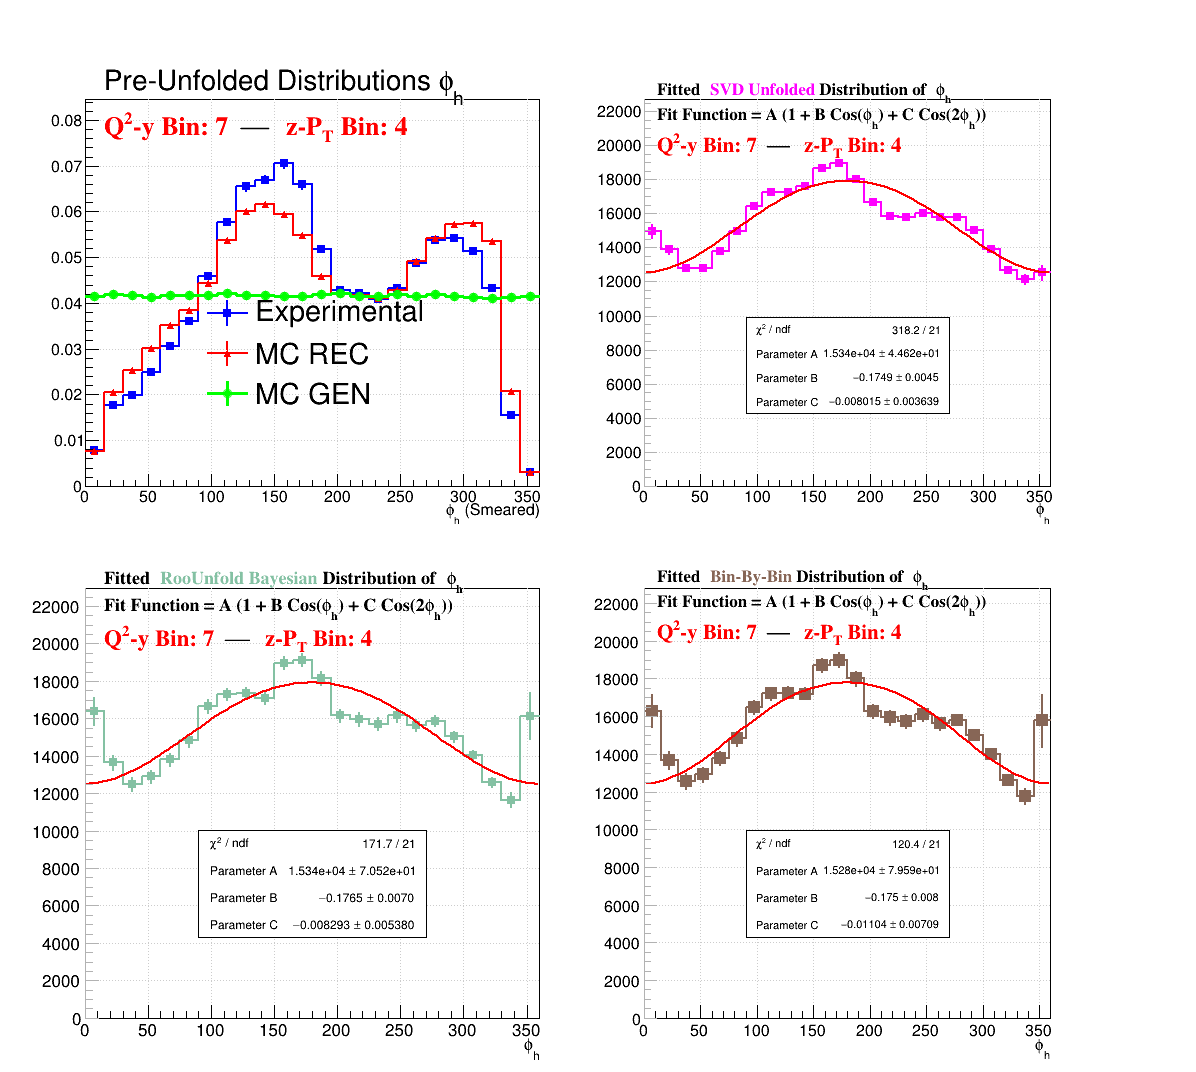 Pre-Unfolded Distributions ϕh
Q²-y Bin: 7 — z-PT Bin: 4
0.08
0.07
0.06
0.05
0.04
0.03
0.02
0.01
0
Experimental
MC REC
MC GEN
0 50 100 150 200 250 300
ϕh (Smeared)
Fitted SVD Unfolded Distribution of ϕh
Fit Function = A (1 + B Cos(ϕh) + C Cos(2ϕh))
Q²-y Bin: 7 — z-PT Bin: 4
22000
20000
18000
16000
14000
12000
10000
8000
6000
4000
2000
0
χ² / ndf 318.2 / 21
Parameter A 1.534e+04 ± 4.462e+01
Parameter B −0.1749 ± 0.0045
Parameter C −0.008015 ± 0.003639
0 50 100 150 200 250 300 350
ϕh
Fitted RooUnfold Bayesian Distribution of ϕh
Fit Function = A (1 + B Cos(ϕh) + C Cos(2ϕh))
Q²-y Bin: 7 — z-PT Bin: 4
22000
20000
18000
16000
14000
12000
10000
8000
6000
4000
2000
0
χ² / ndf 171.7 / 21
Parameter A 1.534e+04 ± 7.052e+01
Parameter B −0.1765 ± 0.0070
Parameter C −0.008293 ± 0.005380
0 50 100 150 200 250 300 350
ϕh
Fitted Bin-By-Bin Distribution of ϕh
Fit Function = A (1 + B Cos(ϕh) + C Cos(2ϕh))
Q²-y Bin: 7 — z-PT Bin: 4
22000
20000
18000
16000
14000
12000
10000
8000
6000
4000
2000
0
χ² / ndf 120.4 / 21
Parameter A 1.528e+04 ± 7.959e+01
Parameter B −0.175 ± 0.008
Parameter C −0.01104 ± 0.00709
0 50 100 150 200 250 300 350
ϕh